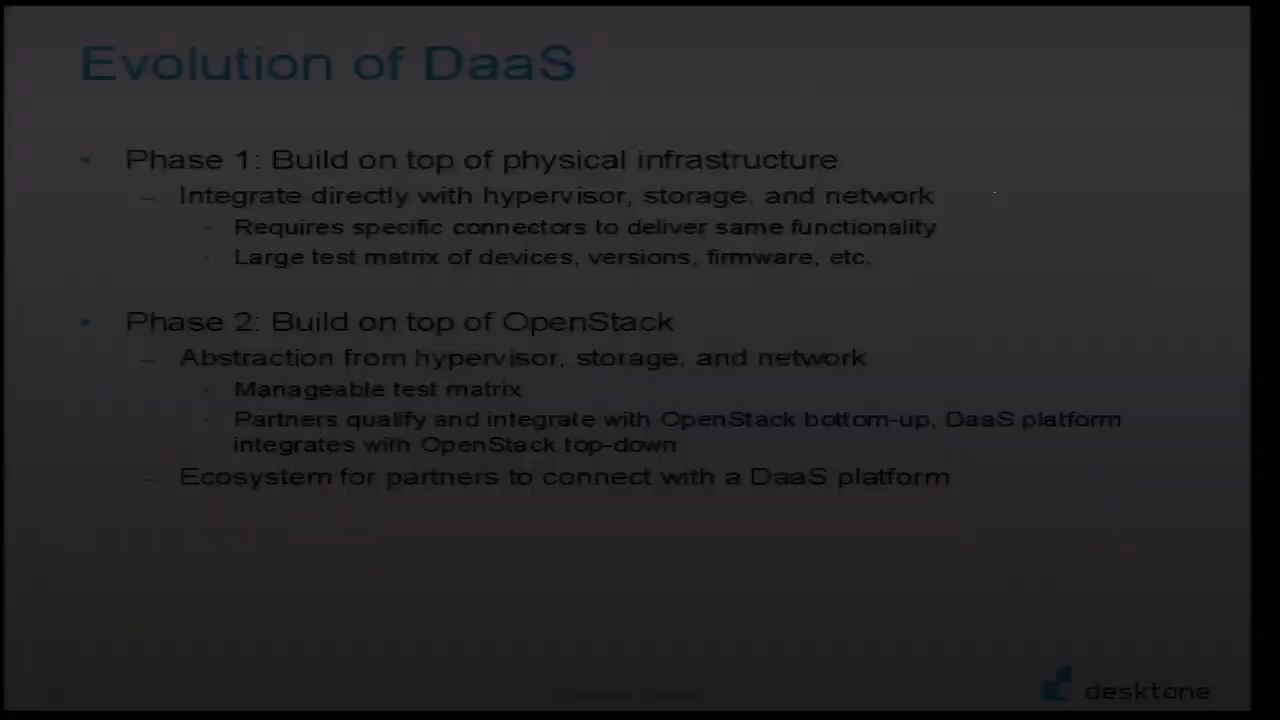 Evolution of DaaS
• Phase 1: Build on top of physical infrastructure
– Integrate directly with hypervisor, storage, and network
· Requires specific connectors to deliver same functionality
· Large test matrix of devices, versions, firmware, etc.
• Phase 2: Build on top of OpenStack
– Abstraction from hypervisor, storage, and network
· Manageable test matrix
· Partners qualify and integrate with OpenStack bottom-up, DaaS platform
integrates with OpenStack top-down
– Ecosystem for partners to connect with a DaaS platform
desktone